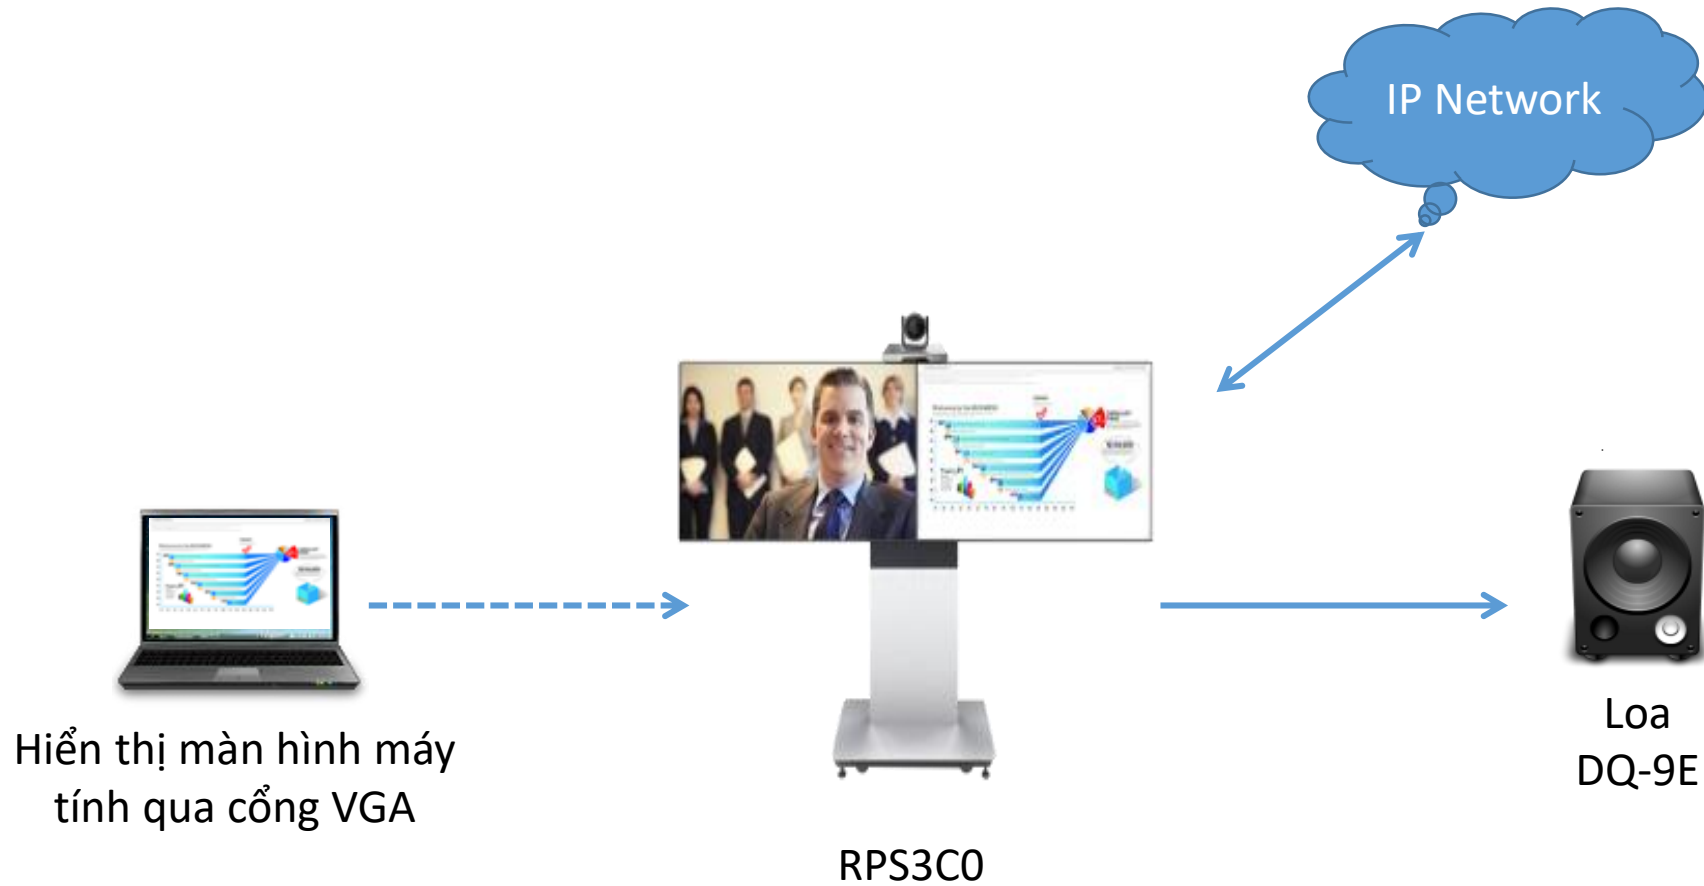 IP Network
Hiển thị màn hình máy
tính qua cổng VGA
RPS3C0
Loa
DQ-9E